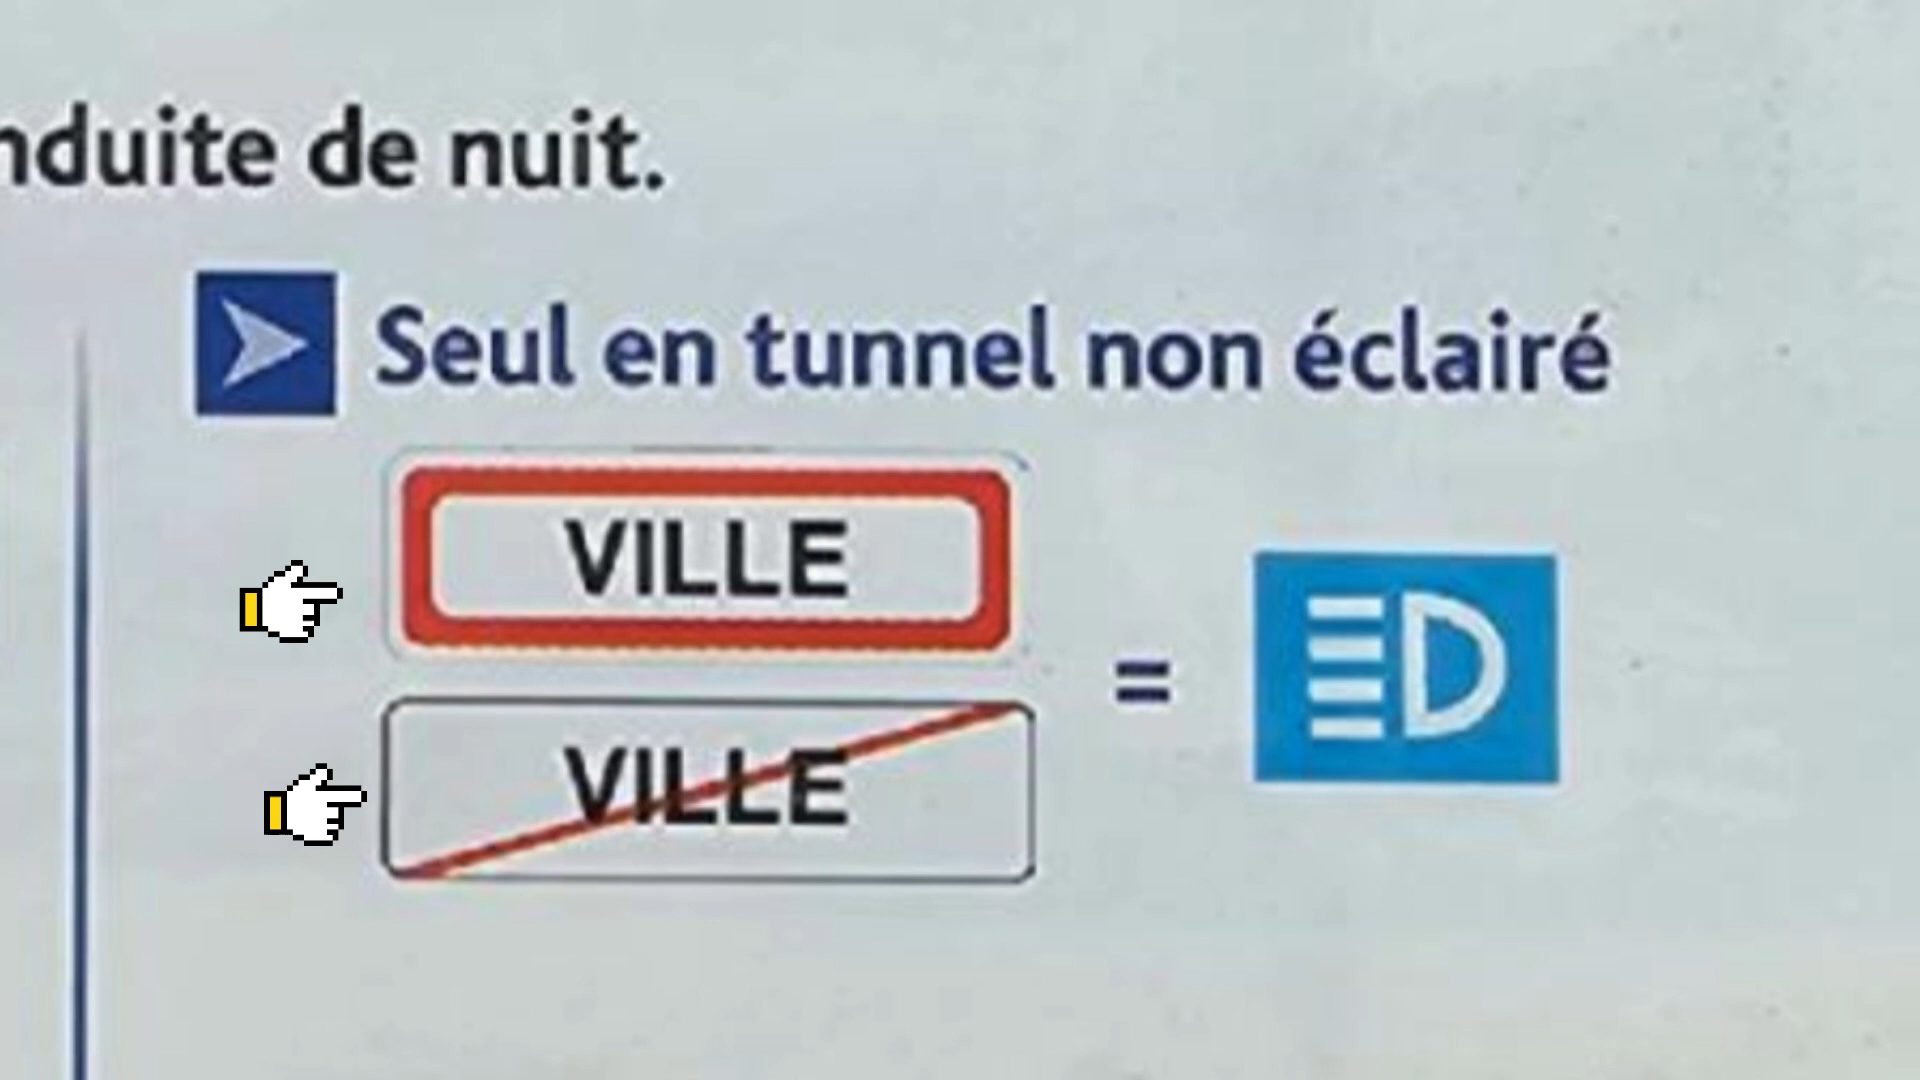 nduite de nuit.
Seul en tunnel non éclairé
VILLE
=
VILLE